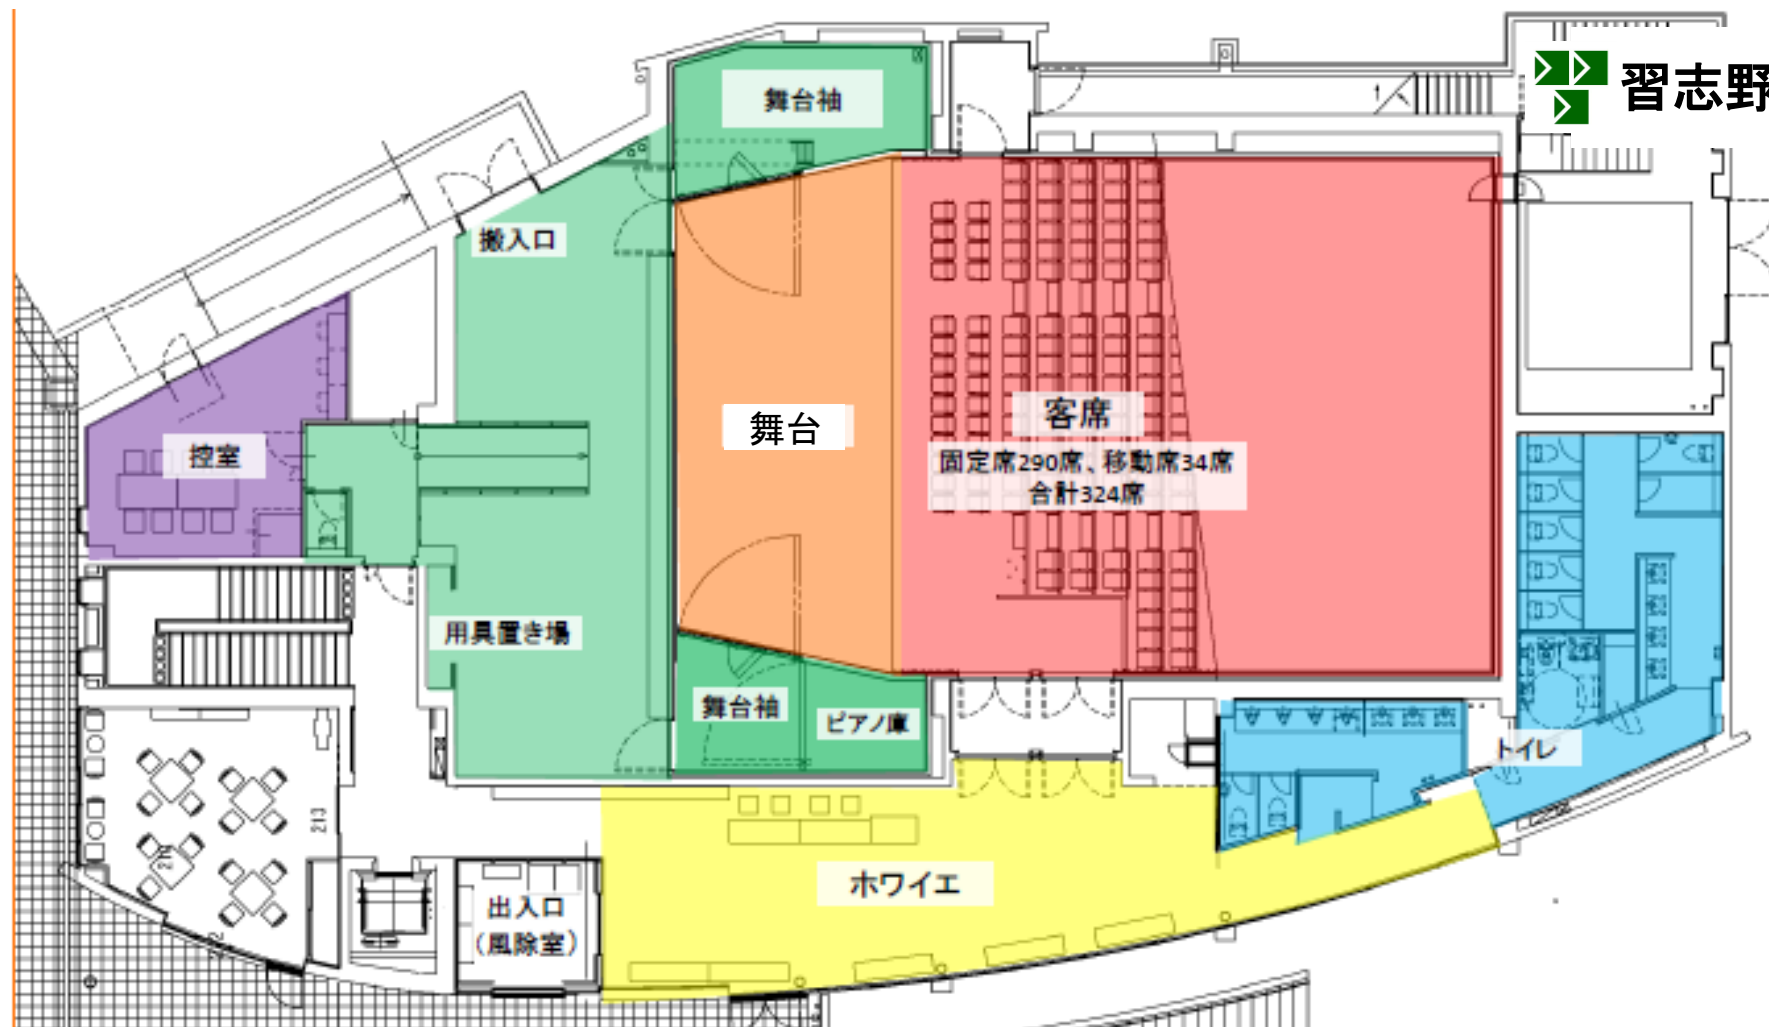 舞台袖
習志野
搬入口
控室
舞台
客席
固定席290席、移動席34席
合計324席
用具置き場
舞台袖
ピアノ庫
トイレ
213
ホワイエ
出入口
（風除室）